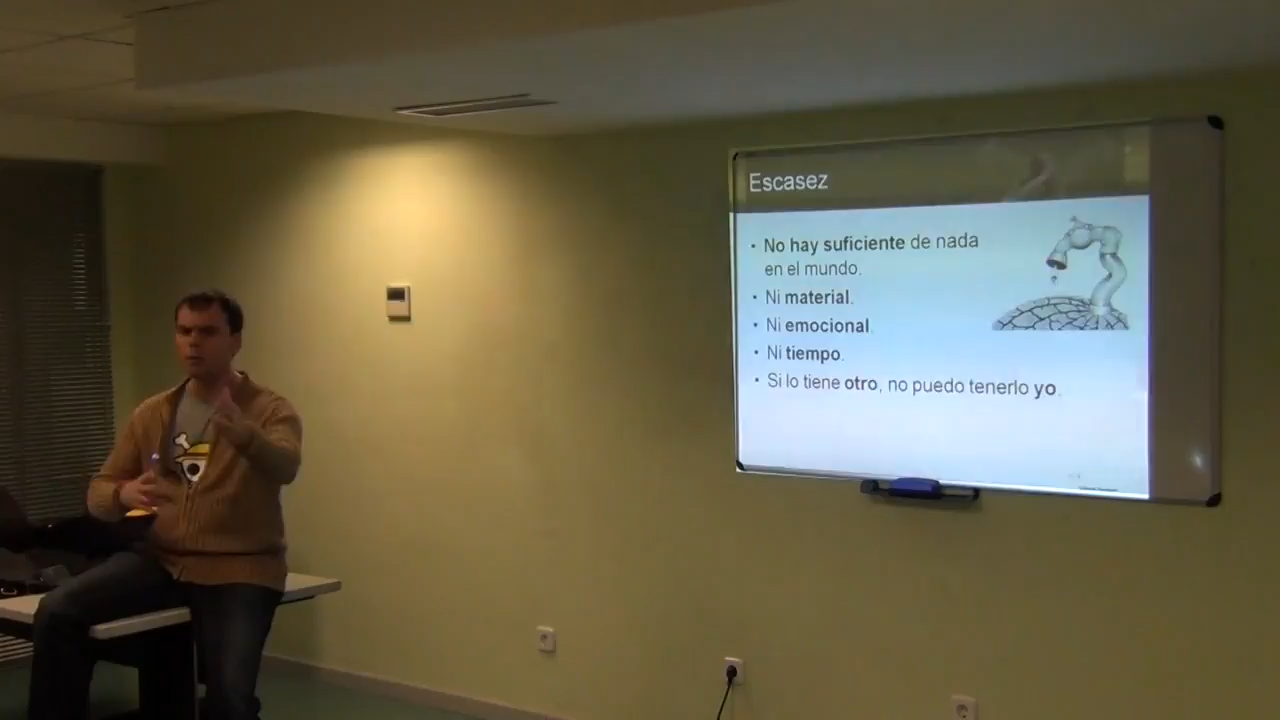 Escasez
• No hay suficiente de nada
en el mundo.
• Ni material.
• Ni emocional.
• Ni tiempo.
• Si lo tiene otro, no puedo tenerlo yo.